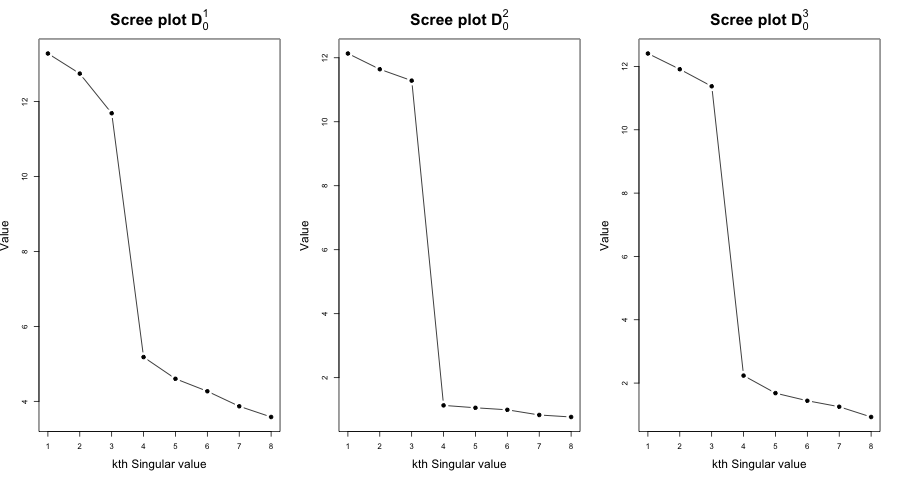 Scree plot D₀¹
Value
12
10
8
6
4
1 2 3 4 5 6 7 8
kth Singular value
Scree plot D₀²
Value
12
10
8
6
4
2
1 2 3 4 5 6 7 8
kth Singular value
Scree plot D₀³
Value
12
10
8
6
4
2
1 2 3 4 5 6 7 8
kth Singular value